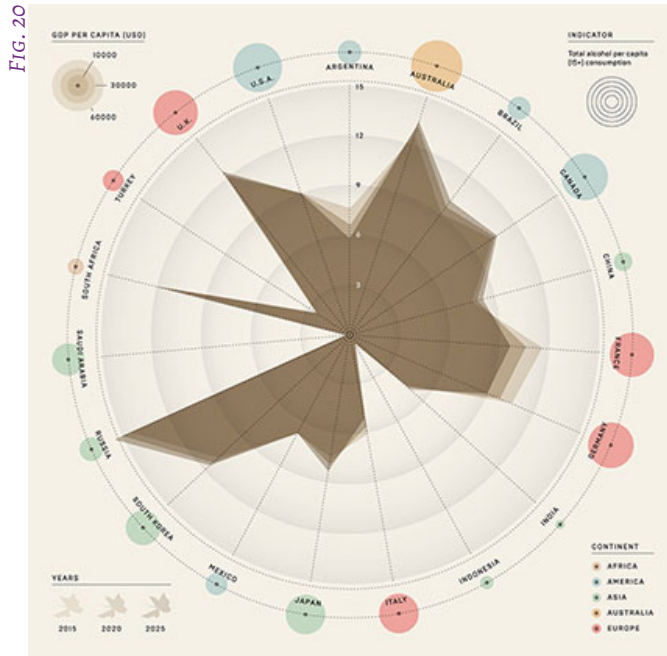 FIG. 20
GDP PER CAPITA (USD)
10000
30000
60000
INDICATOR
Total alcohol per capita
(15+) consumption
ARGENTINA
AUSTRALIA
BRAZIL
CANADA
CHINA
FRANCE
GERMANY
INDIA
INDONESIA
ITALY
JAPAN
MEXICO
SOUTH KOREA
RUSSIA
SAUDI ARABIA
SOUTH AFRICA
TURKEY
U.K.
U.S.A.
15
12
9
6
3
YEARS
2015
2020
2025
CONTINENT
AFRICA
AMERICA
ASIA
AUSTRALIA
EUROPE